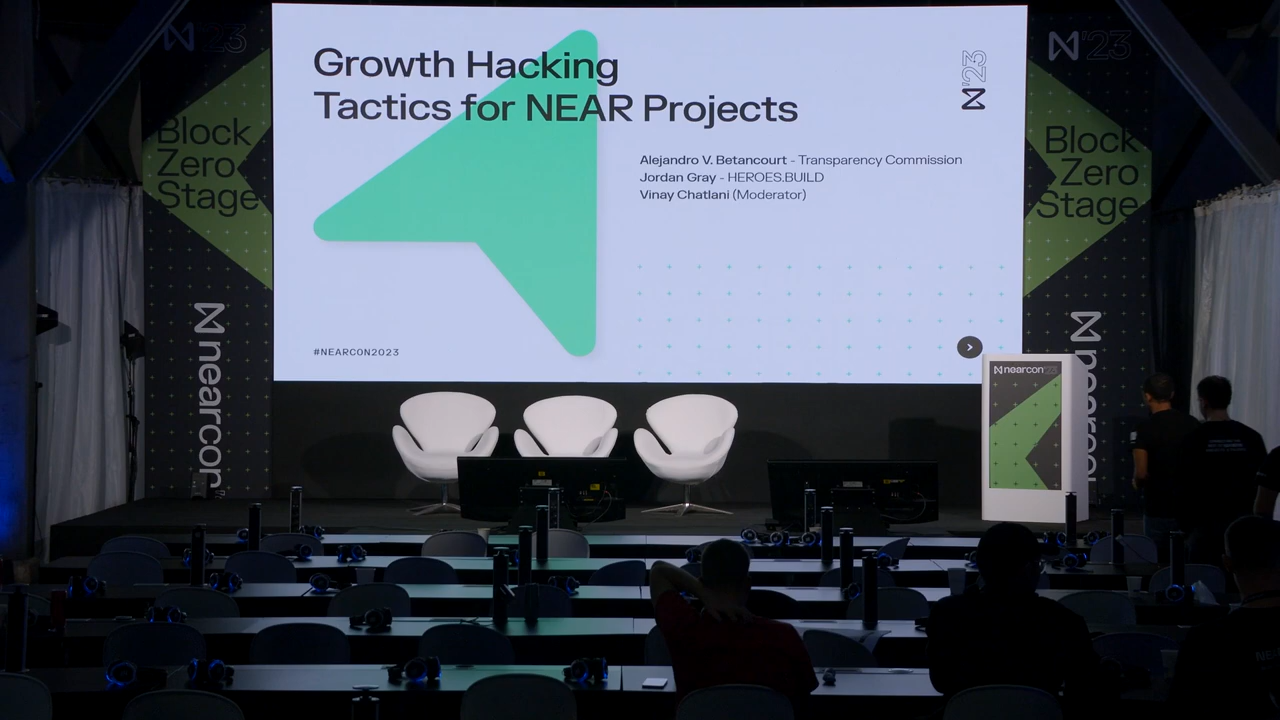 Growth Hacking
Tactics for NEAR Projects
'23
Alejandro V. Betancourt - Transparency Commission
Jordan Gray - HEROES.BUILD
Vinay Chatlani (Moderator)
#NEARCON2023
'23
Block
Zero
Stage
nearcon
'23
Block
Zero
Stage
nearcon
nearcon'23